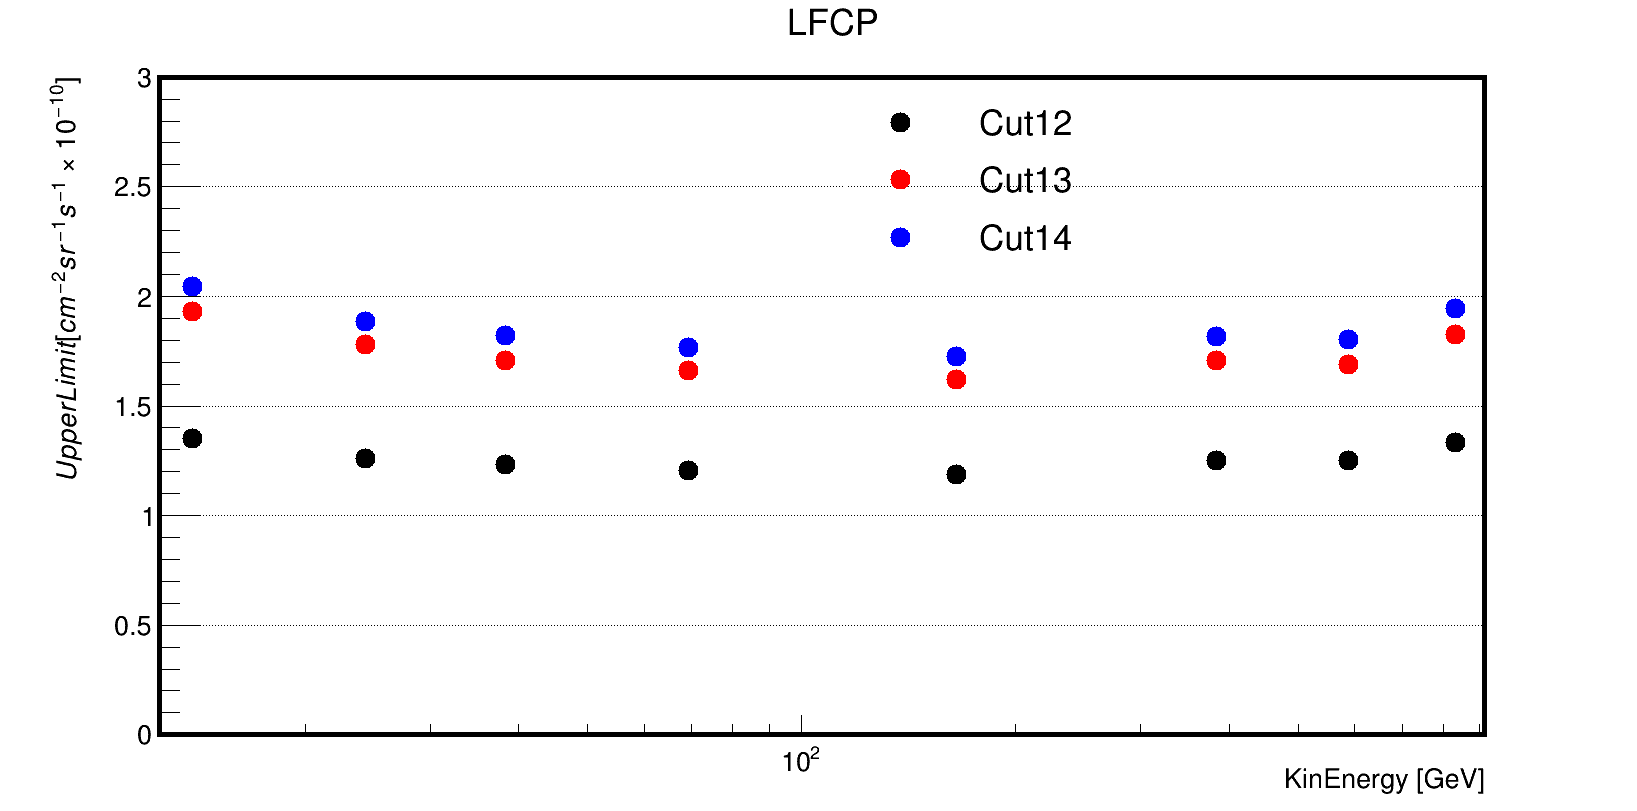 LFCP
UpperLimit[cm⁻²sr⁻¹s⁻¹ × 10⁻¹⁰]
3
2.5
2
1.5
1
0.5
0
Cut12
Cut13
Cut14
10²
KinEnergy [GeV]